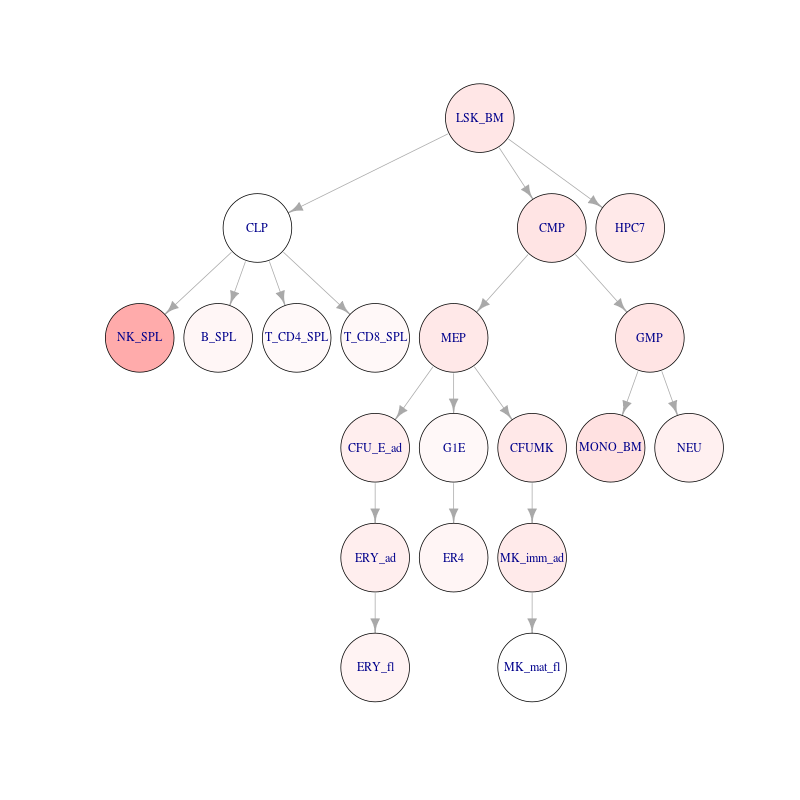 LSK_BM
CLP
CMP
HPC7
NK_SPL
B_SPL
T_CD4_SPL
T_CD8_SPL
MEP
GMP
CFU_E_ad
G1E
CFUMK
MONO_BM
NEU
ERY_ad
ER4
MK_imm_ad
ERY_fl
MK_mat_fl